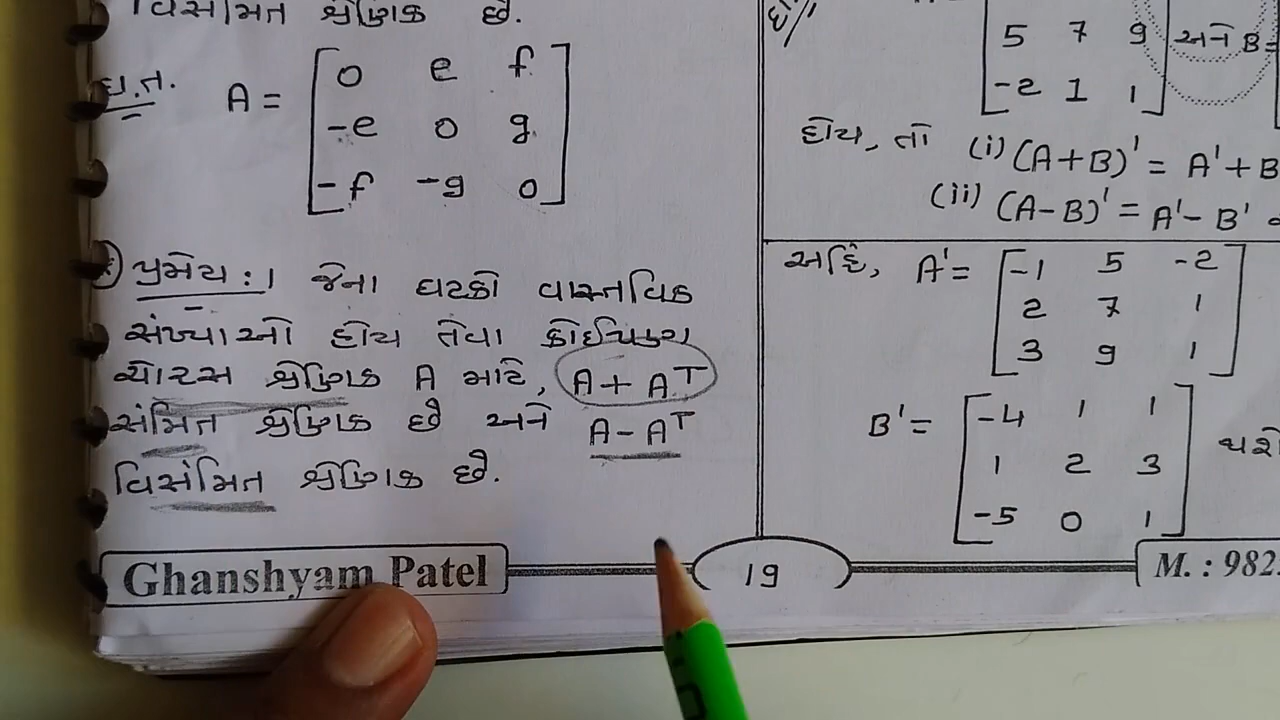 વિસંમિત શ્રેણિક છે.
ઘ.ત. A = [0 e f
-e 0 g
-f -g 0]
પ્રમેય : 1 જેના ઘટકો વાસ્તવિક
સંખ્યાઓ હોય તેવા કોઈપણ
ચોરસ શ્રેણિક A માટે, A + Aᵀ
સંમિત શ્રેણિક છે અને A - Aᵀ
વિસંમિત શ્રેણિક છે.
5 7 9 અને B =
-2 1 1
હોય, તો (i) (A+B)' = A' + B
(ii) (A-B)' = A' - B'
અહિં, A' = [-1 5 -2
2 7 1
3 9 1]
B' = [-4 1 1
1 2 3
-5 0 1]
Ghanshyam Patel
19
M. : 982